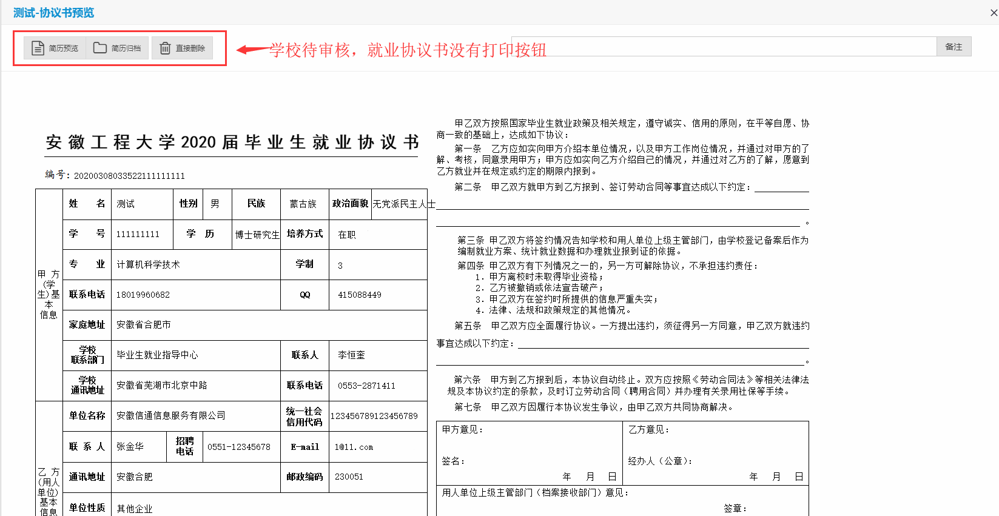 测试-协议书预览
简历预览 简历归档 直接删除
学校待审核，就业协议书没有打印按钮
备注
安徽工程大学2020届毕业生就业协议书
编号：20200308033522111111111
甲 方
(学
生)基
本
信息
姓 名 测试 性别 男 民族 蒙古族 政治面貌 无党派民主人士
学 号 111111111 学 历 博士研究生 培养方式 在职
专 业 计算机科学技术 学制 3
联系电话 18019960682 QQ 415088449
家庭地址 安徽省合肥市
学校
联系部门 毕业生就业指导中心 联系人 李恒奎
学校
通讯地址 安徽省芜湖市北京中路 联系电话 0553-2871411
乙 方
(用人
单位)
基本
信息
单位名称 安徽信通信息服务有限公司 统一社会
信用代码 123456789123456789
联 系 人 张金华 招聘
电话 0551-12345678 E-mail 1@11.com
通讯地址 安徽合肥 邮政编码 230051
单位性质 其他企业
甲乙双方按照国家毕业生就业政策及相关规定，遵守诚实、信用的原则，在平等自愿、协
商一致的基础上，达成如下协议：
第一条 乙方应如实向甲方介绍本单位情况，以及甲方工作岗位情况，并通过对甲方的了
解、考核，同意录用甲方；甲方应如实向乙方介绍自己的情况，并通过对乙方的了解，愿意到
乙方就业并在规定或约定的期限内报到。
第二条 甲乙双方就甲方到乙方报到、签订劳动合同等事宜达成以下约定：
。
第三条 甲乙双方将签约情况告知学校和用人单位上级主管部门，由学校登记备案后作为
编制就业方案、统计就业数据和办理就业报到证的依据。
第四条 甲乙双方有下列情况之一的，另一方可解除协议，不承担违约责任：
1. 甲方离校时未取得毕业资格；
2. 乙方被撤销或依法宣告破产；
3. 甲乙双方在签约时所提供的信息严重失实；
4. 法律、法规和政策规定的其他情况。
第五条 甲乙双方应全面履行协议。一方提出违约，须征得另一方同意，甲乙双方就违约
事宜达成以下约定：
。
第六条 甲方到乙方报到后，本协议自动终止。双方应按照《劳动合同法》等相关法律法
规及本协议约定的条款，及时订立劳动合同（聘用合同）并办理有关录用社保等手续。
第七条 甲乙双方因履行本协议发生争议，由甲乙双方共同协商解决。
甲方意见：
签名：
年 月 日
乙方意见：
经办人（公章）：
年 月 日
用人单位上级主管部门（档案接收部门）意见：
签章：